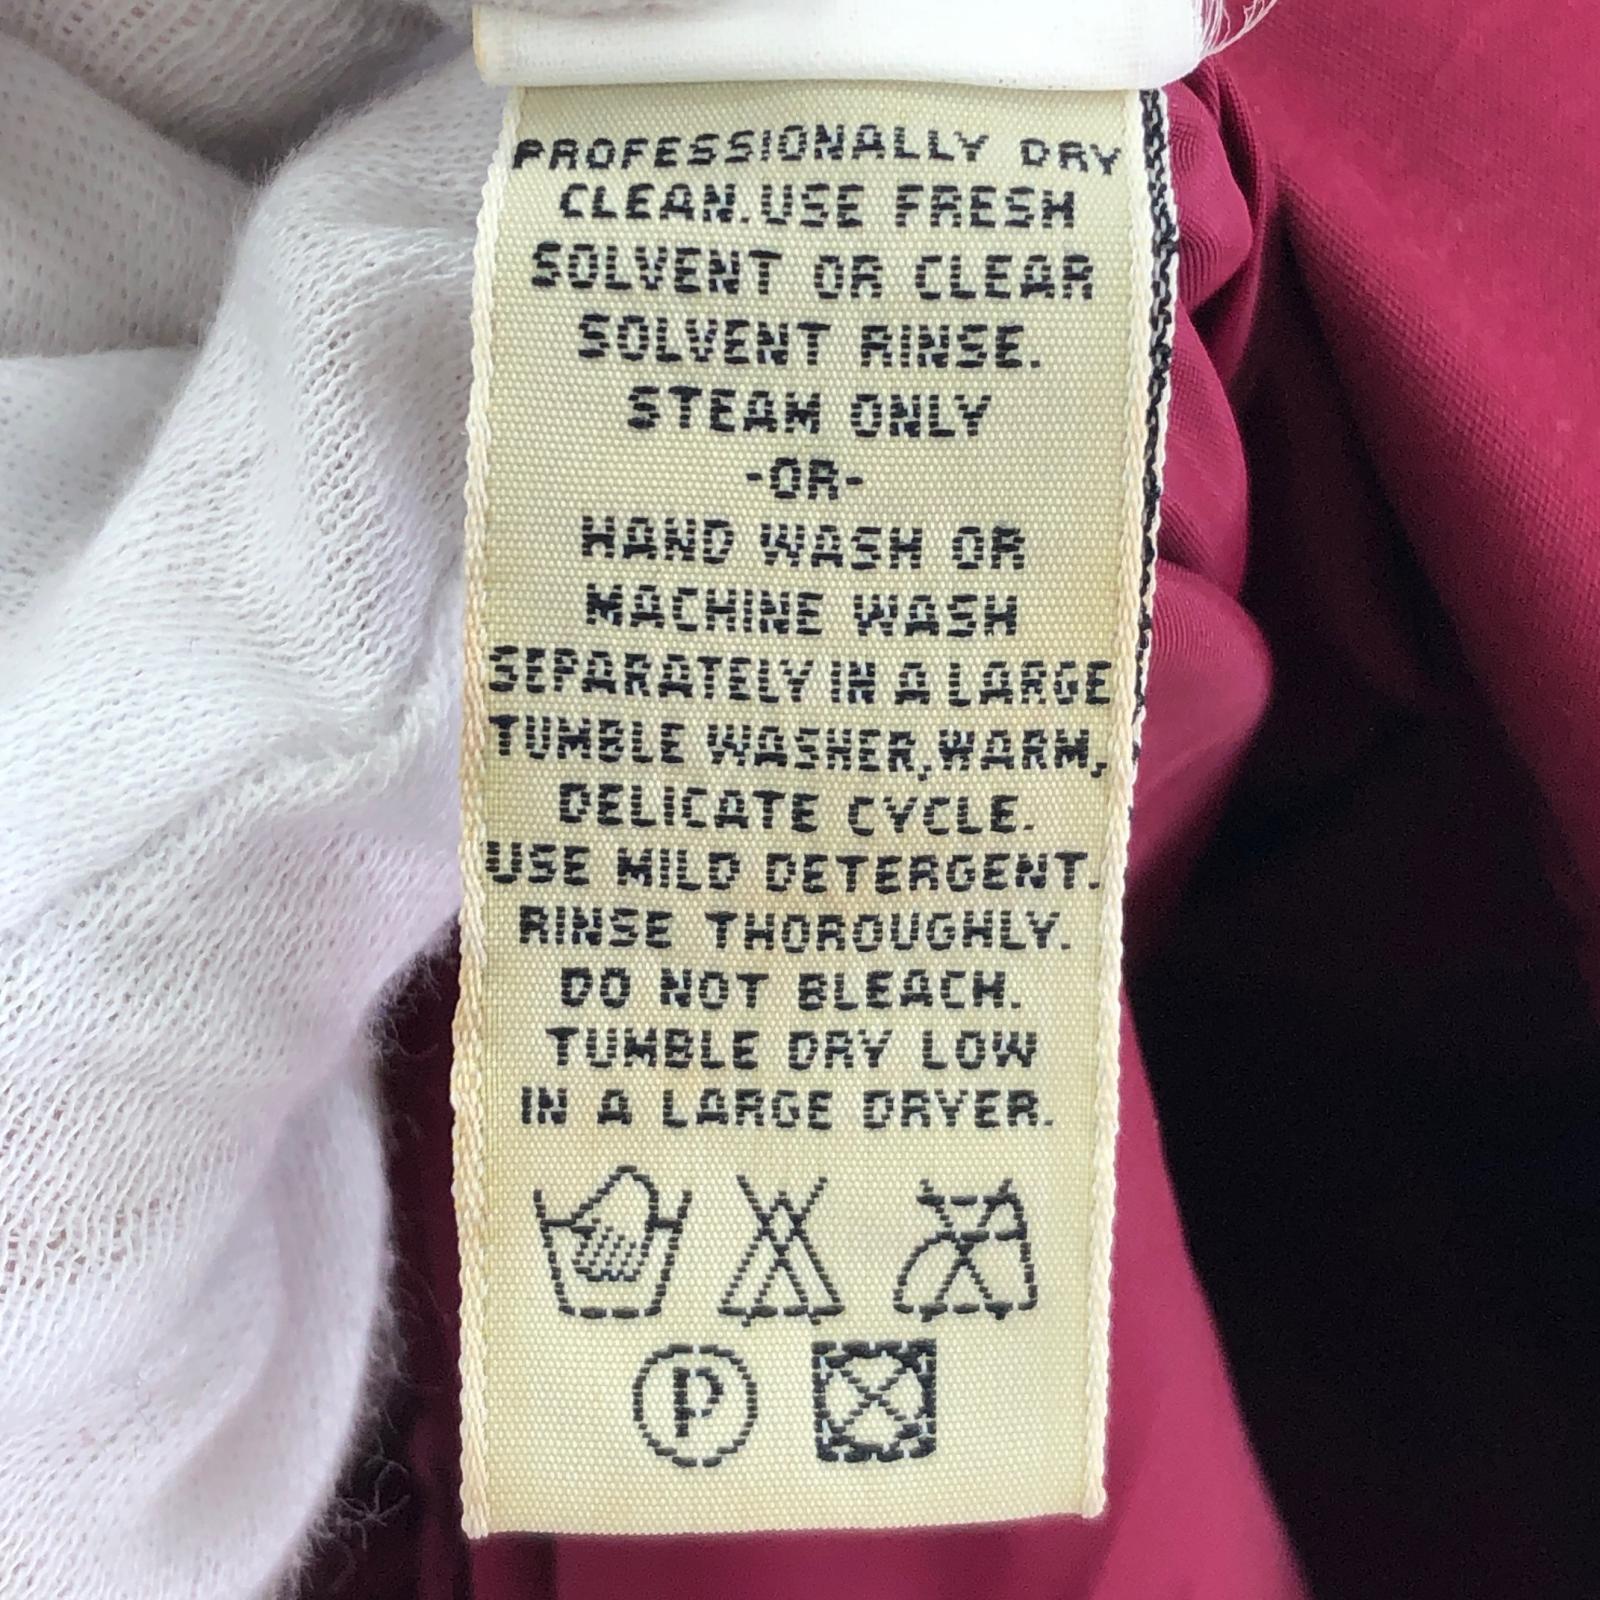 PROFESSIONALLY DRY
CLEAN.USE FRESH
SOLVENT OR CLEAR
SOLVENT RINSE.
STEAM ONLY
-OR-
HAND WASH OR
MACHINE WASH
SEPARATELY IN A LARGE
TUMBLE WASHER,WARM,
DELICATE CYCLE.
USE MILD DETERGENT.
RINSE THOROUGHLY.
DO NOT BLEACH.
TUMBLE DRY LOW
IN A LARGE DRYER.
P